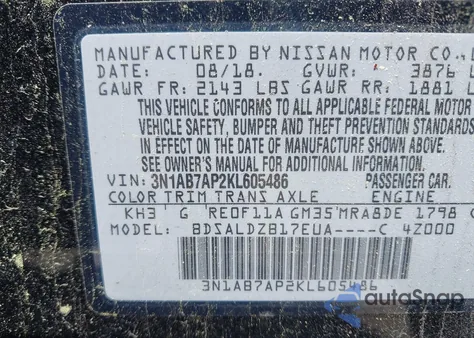 MANUFACTURED BY NISSAN MOTOR CO.,
DATE: 08/18. GVWR: 3876
GAWR FR: 2143 LBS GAWR RR: 1881 L
THIS VEHICLE CONFORMS TO ALL APPLICABLE FEDERAL MOTOR
VEHICLE SAFETY, BUMPER AND THEFT PREVENTION STANDARDS
IN EFFECT ON THE DATE OF MANUFACTURE SHOWN ABOVE.
SEE OWNER'S MANUAL FOR ADDITIONAL INFORMATION.
VIN: 3N1AB7AP2KL605486 PASSENGER CAR.
COLOR TRIM TRANS AXLE ENGINE
KH3 G RE0F11A GM35 MRA8DE 1798 C
MODEL: BDSALDZB17EUA----C 4Z000
3N1AB7AP2KL605486
autoSnap